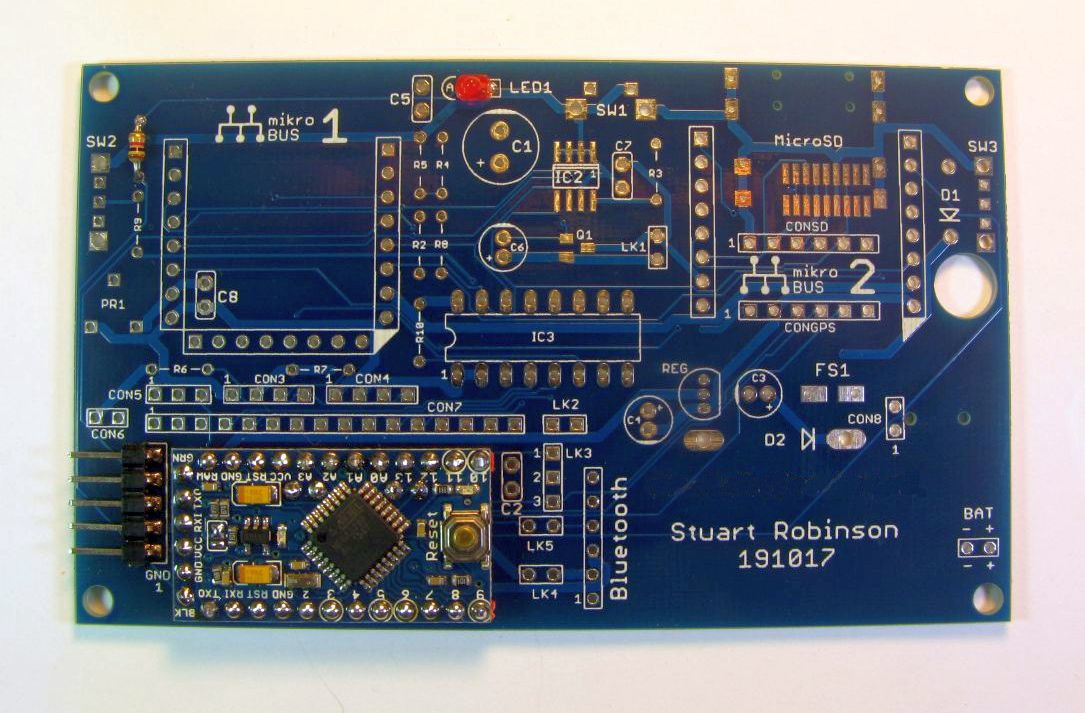 C5
A
LED1
SW1
mikro
BUS 1
SW2
C1
+
R5
R4
IC2
1
C7
R3
MicroSD
SW3
D1
R9
R2
R8
C6
+
Q1
LK1
CONSD
1
mikro
BUS 2
1
CONGPS
PR1
C8
R10
IC3
1
R6
R7
REG
C3
+
FS1
CON5
1
1
CON3
1
CON4
CON6
1
CON7
LK2
C4
+
D2
CON8
1
GRN
RAW GND RST VCC A3 A2 A1 A0 13 12 11 10
1
2
3
LK3
C2
LK5
LK4
1
Bluetooth
TXO
RXI
VCC
GND
Reset
GND
1
BLK
TXO RXI RST GND 2 3 4 5 6 7 8 9
Stuart Robinson
191017
BAT
- +
- +